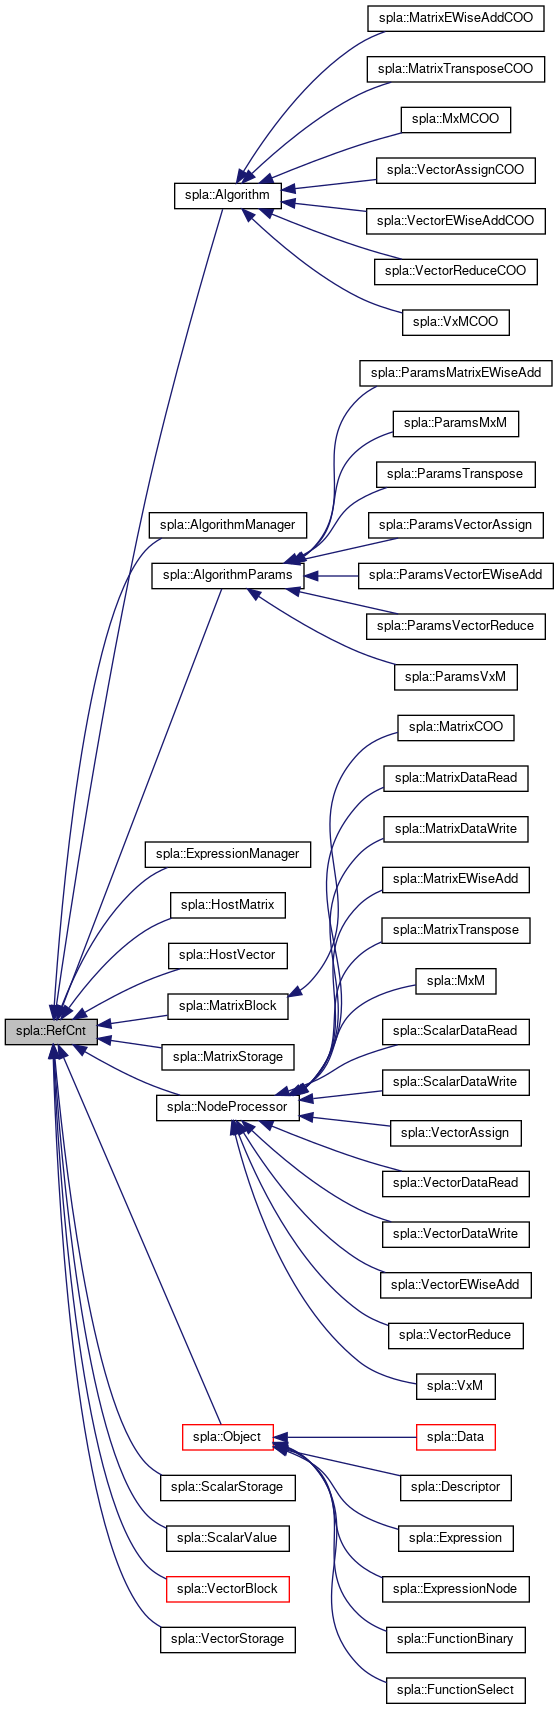 spla::MatrixEWiseAddCOO
spla::MatrixTransposeCOO
spla::MxMCOO
spla::VectorAssignCOO
spla::Algorithm
spla::VectorEWiseAddCOO
spla::VectorReduceCOO
spla::VxMCOO
spla::ParamsMatrixEWiseAdd
spla::ParamsMxM
spla::ParamsTranspose
spla::AlgorithmManager
spla::ParamsVectorAssign
spla::AlgorithmParams
spla::ParamsVectorEWiseAdd
spla::ParamsVectorReduce
spla::ParamsVxM
spla::MatrixCOO
spla::MatrixDataRead
spla::MatrixDataWrite
spla::ExpressionManager
spla::MatrixEWiseAdd
spla::HostMatrix
spla::MatrixTranspose
spla::HostVector
spla::MxM
spla::MatrixBlock
spla::RefCnt
spla::ScalarDataRead
spla::MatrixStorage
spla::ScalarDataWrite
spla::NodeProcessor
spla::VectorAssign
spla::VectorDataRead
spla::VectorDataWrite
spla::VectorEWiseAdd
spla::VectorReduce
spla::VxM
spla::Object
spla::Data
spla::ScalarStorage
spla::Descriptor
spla::ScalarValue
spla::Expression
spla::VectorBlock
spla::ExpressionNode
spla::VectorStorage
spla::FunctionBinary
spla::FunctionSelect